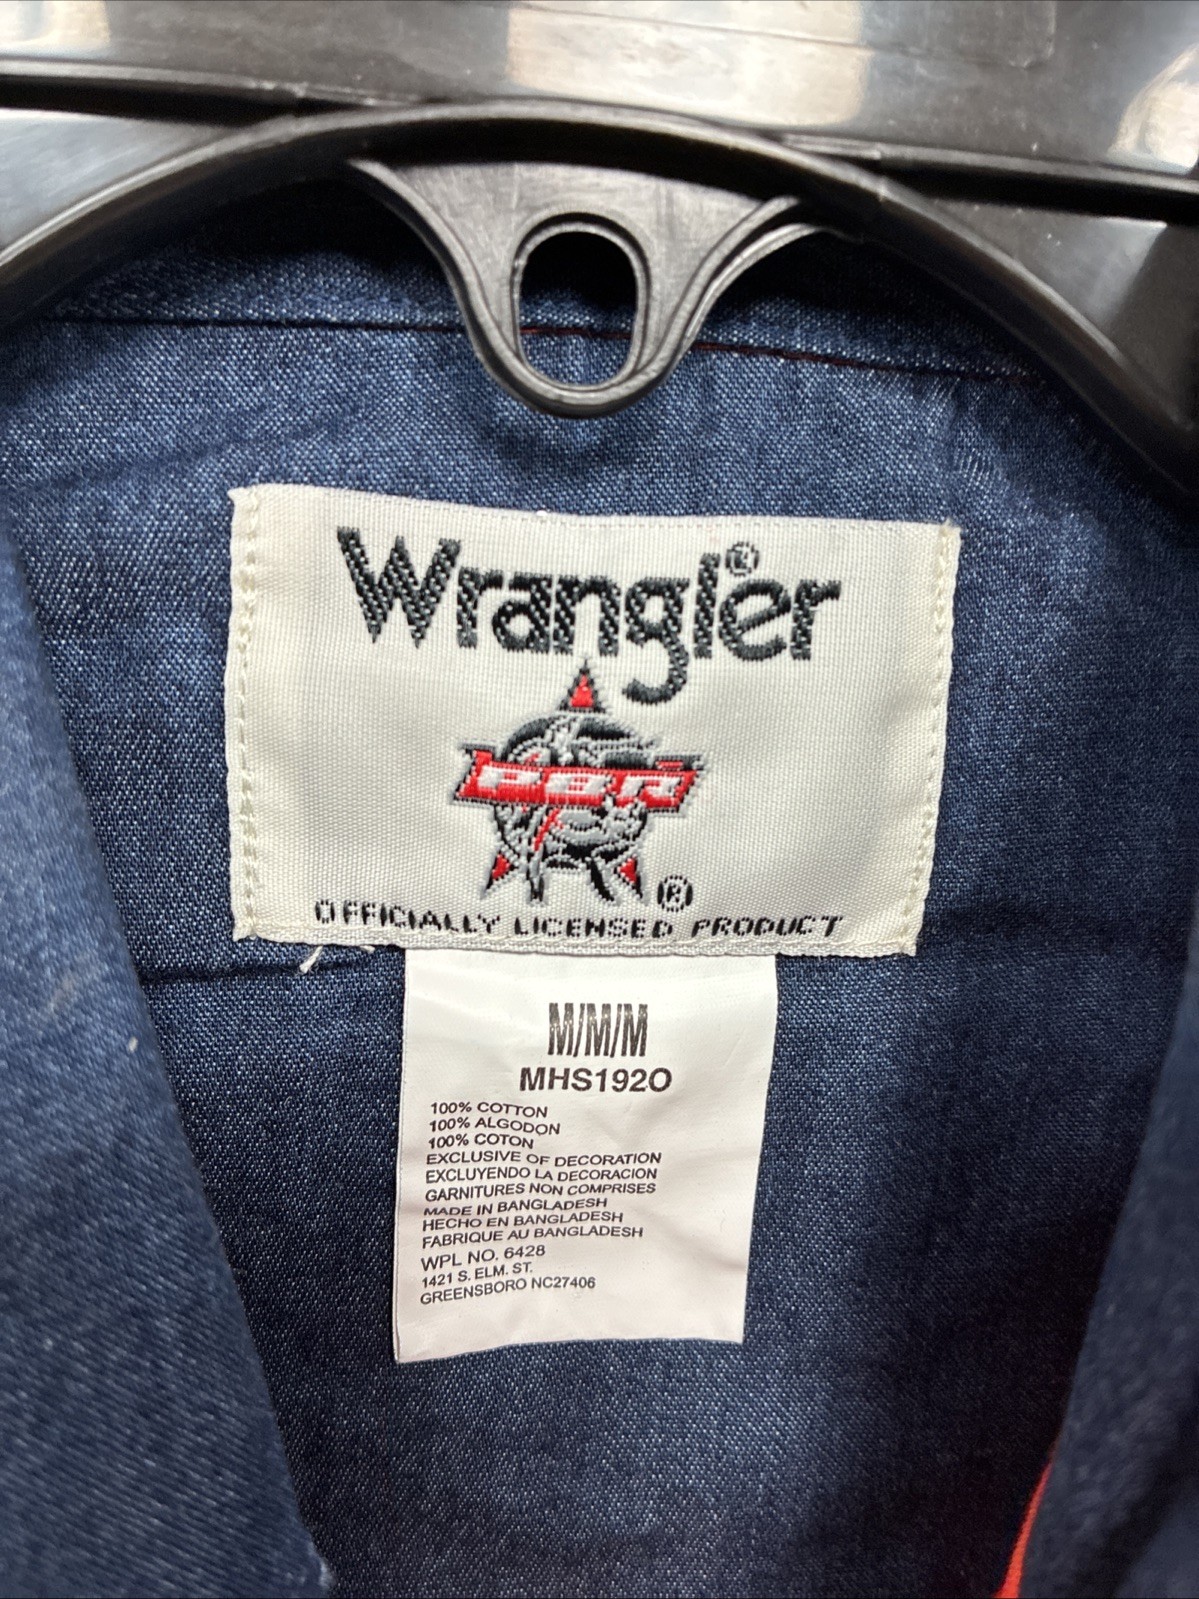 Wrangler®
PBR
®
OFFICIALLY LICENSED PRODUCT
M/M/M
MHS192O
100% COTTON
100% ALGODON
100% COTON
EXCLUSIVE OF DECORATION
EXCLUYENDO LA DECORACION
GARNITURES NON COMPRISES
MADE IN BANGLADESH
HECHO EN BANGLADESH
FABRIQUE AU BANGLADESH
WPL NO. 6428
1421 S. ELM. ST.
GREENSBORO NC27406